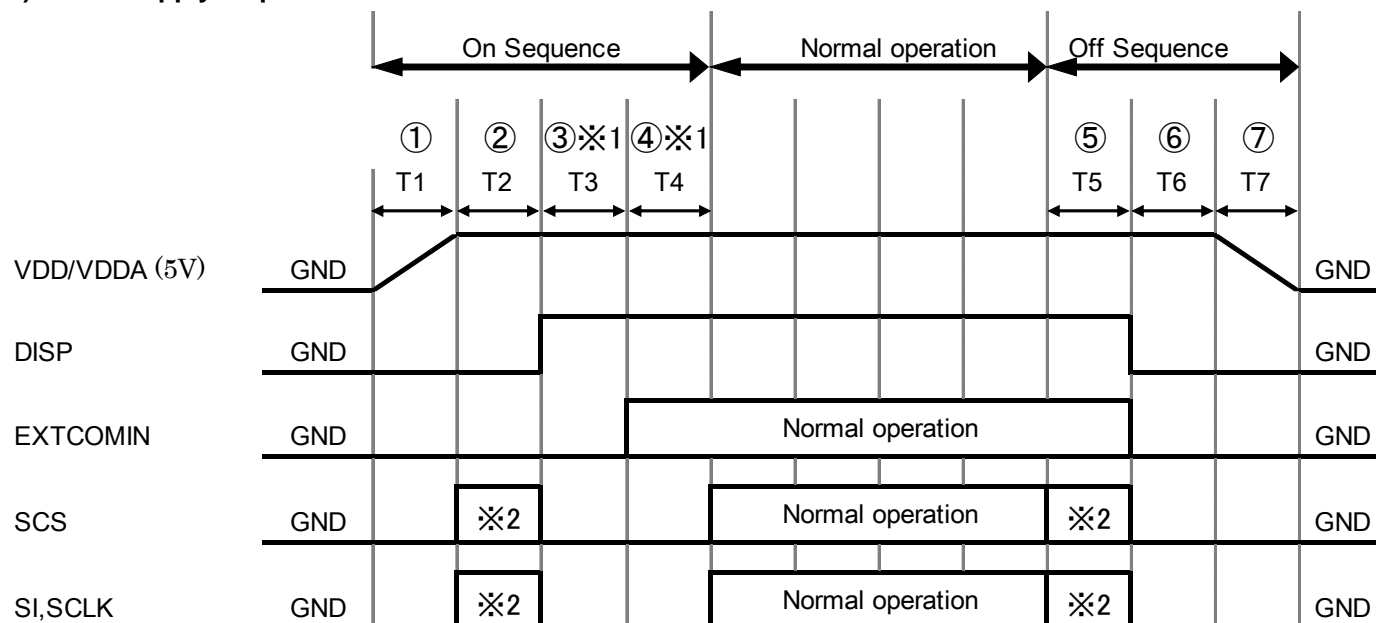 On Sequence Normal operation Off Sequence
① ② ③※1 ④※1 ⑤ ⑥ ⑦
T1 T2 T3 T4 T5 T6 T7
VDD/VDDA (5V) GND GND
DISP GND GND
EXTCOMIN GND Normal operation GND
SCS GND ※2 Normal operation ※2 GND
SI,SCLK GND ※2 Normal operation ※2 GND